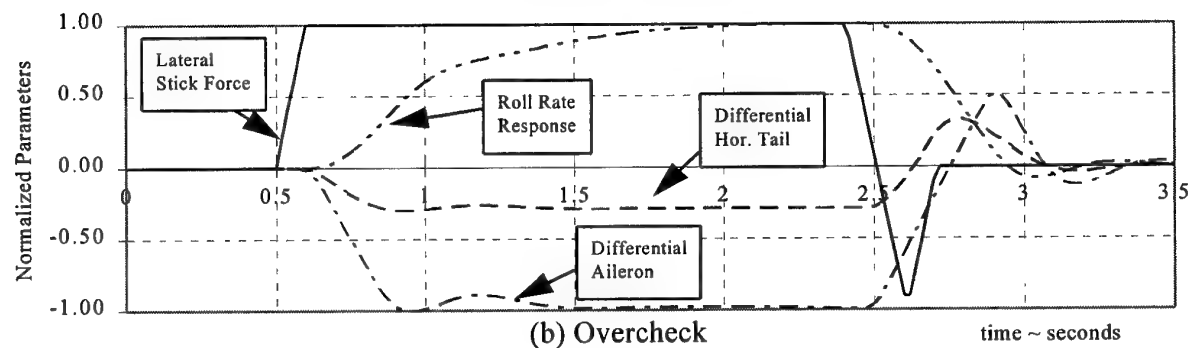 1.00
0.50
0.00
-0.50
-1.00
Normalized Parameters
Lateral
Stick Force
Roll Rate
Response
Differential
Hor. Tail
Differential
Aileron
0 0.5 1 1.5 2 2.5 3 3.5
(b) Overcheck
time ~ seconds